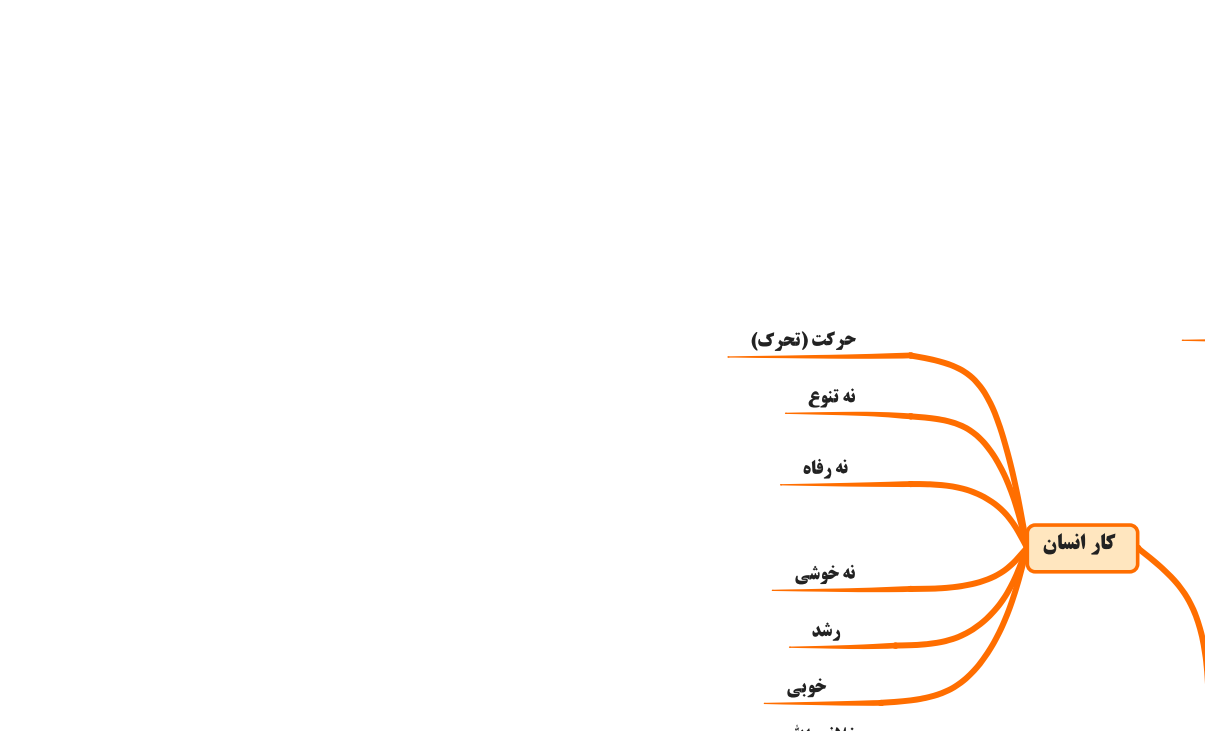 حرکت (تحرک)
نه تنوع
نه رفاه
کار انسان
نه خوشی
رشد
خوبی